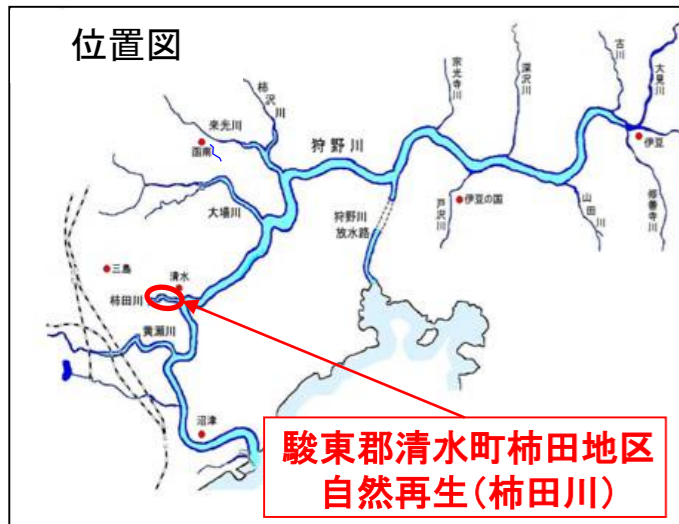 位置図
柿沢川
来光川
函南
宗光寺川
深沢川
古川
大見川
狩野川
伊豆
大場川
狩野川
放水路
戸沢川
伊豆の国
山田川
修善寺川
三島
清水
柿田川
黄瀬川
沼津
駿東郡清水町柿田地区
自然再生(柿田川)